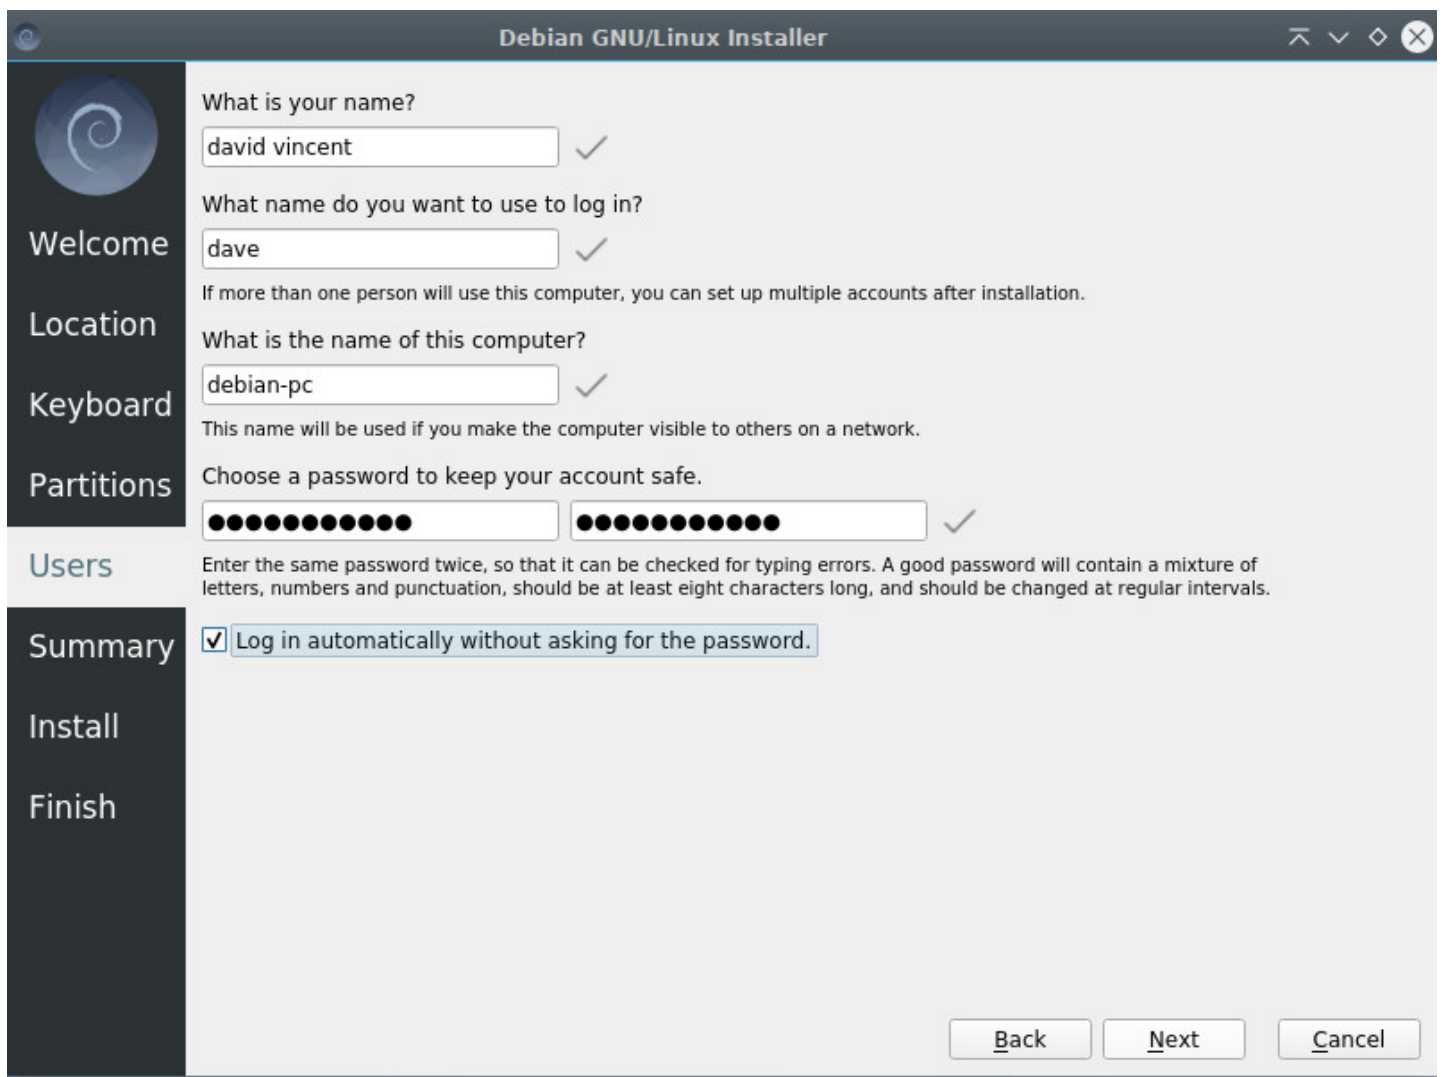 Debian GNU/Linux Installer
Welcome
Location
Keyboard
Partitions
Users
Summary
Install
Finish
What is your name?
david vincent
What name do you want to use to log in?
dave
If more than one person will use this computer, you can set up multiple accounts after installation.
What is the name of this computer?
debian-pc
This name will be used if you make the computer visible to others on a network.
Choose a password to keep your account safe.
●●●●●●●●●●● ●●●●●●●●●●●
Enter the same password twice, so that it can be checked for typing errors. A good password will contain a mixture of
letters, numbers and punctuation, should be at least eight characters long, and should be changed at regular intervals.
Log in automatically without asking for the password.
Back Next Cancel